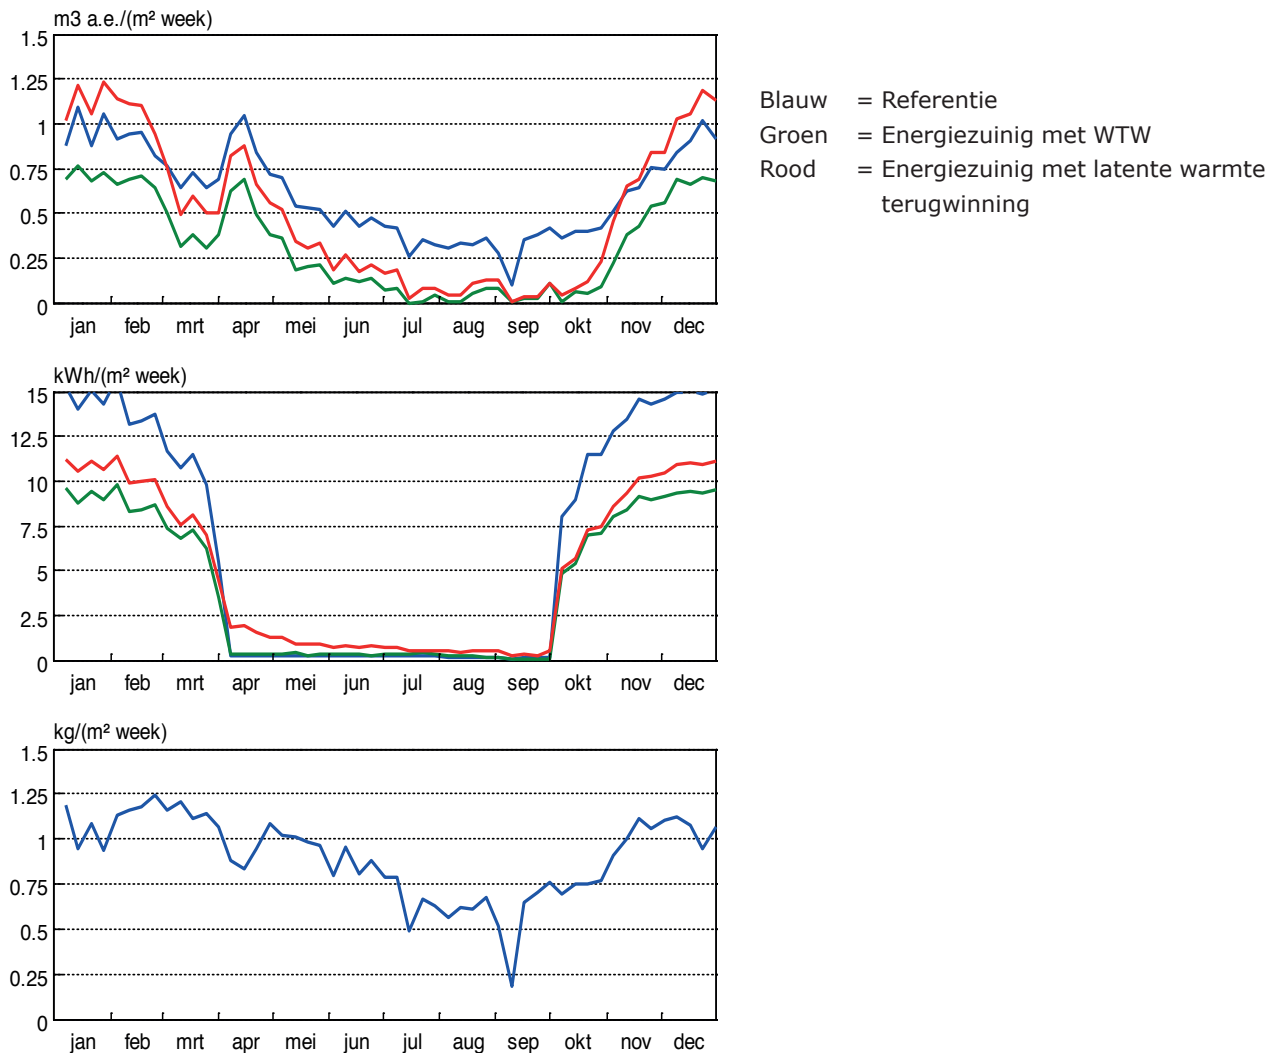 m3 a.e./(m² week)
1.5
1.25
1
0.75
0.5
0.25
0
jan feb mrt apr mei jun jul aug sep okt nov dec
Blauw = Referentie
Groen = Energiezuinig met WTW
Rood = Energiezuinig met latente warmte
terugwinning
kWh/(m² week)
15
12.5
10
7.5
5
2.5
0
jan feb mrt apr mei jun jul aug sep okt nov dec
kg/(m² week)
1.5
1.25
1
0.75
0.5
0.25
0
jan feb mrt apr mei jun jul aug sep okt nov dec